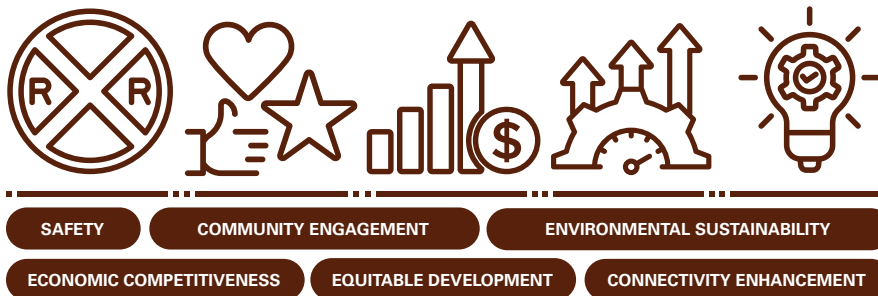 R R
$
SAFETY COMMUNITY ENGAGEMENT ENVIRONMENTAL SUSTAINABILITY
ECONOMIC COMPETITIVENESS EQUITABLE DEVELOPMENT CONNECTIVITY ENHANCEMENT